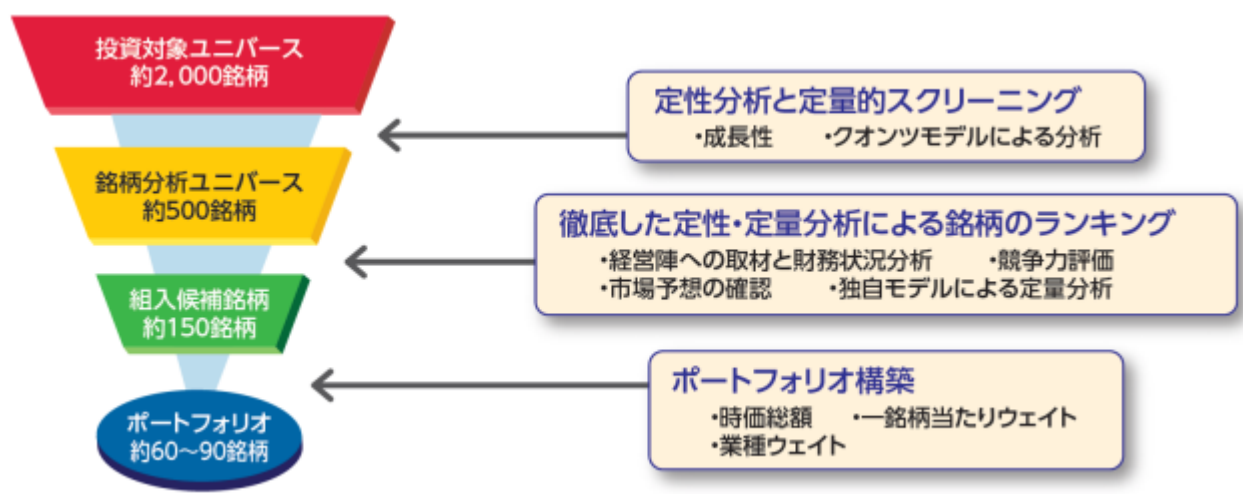 投資対象ユニバース
約2,000銘柄
定性分析と定量的スクリーニング
・成長性　・クオンツモデルによる分析
銘柄分析ユニバース
約500銘柄
徹底した定性・定量分析による銘柄のランキング
・経営陣への取材と財務状況分析　・競争力評価
・市場予想の確認　・独自モデルによる定量分析
組入候補銘柄
約150銘柄
ポートフォリオ構築
・時価総額　・一銘柄当たりウェイト
・業種ウェイト
ポートフォリオ
約60〜90銘柄